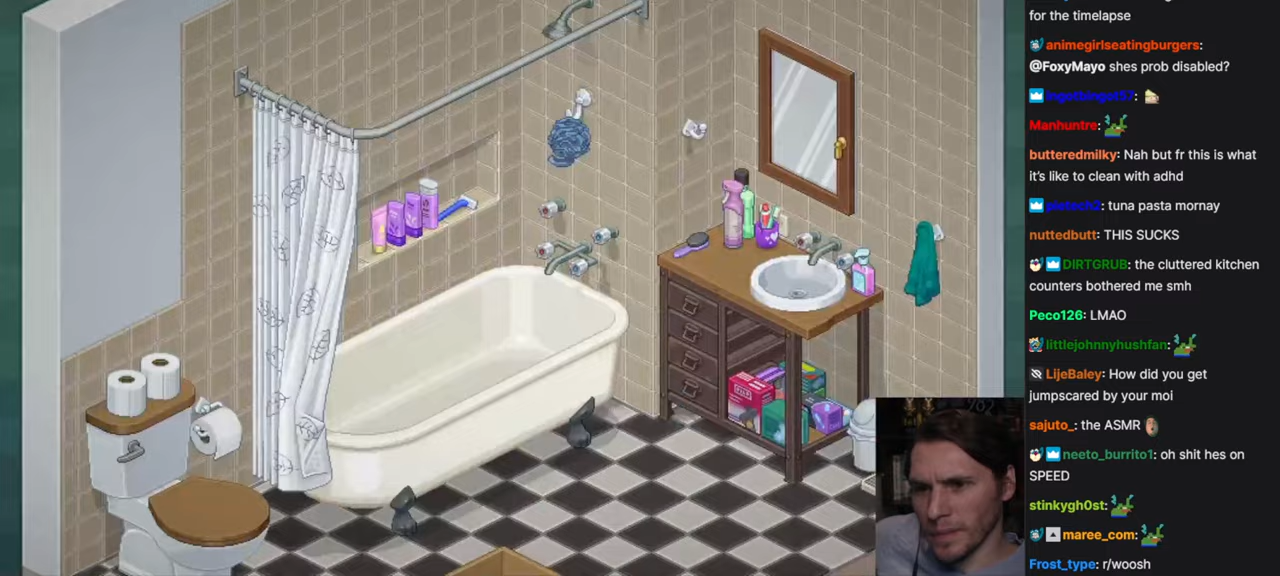 for the timelapse
animegirlseatingburgers:
@FoxyMayo shes prob disabled?
Manhuntre:
butteredmilky: Nah but fr this is what
it's like to clean with adhd
pietech2: tuna pasta mornay
nuttedbutt: THIS SUCKS
DIRTGRUB: the cluttered kitchen
counters bothered me smh
Peco126: LMAO
littlejohnnyhushfan:
LijeBaley: How did you get
jumpscared by your moi
sajuto_: the ASMR
neeto_burrito1: oh shit hes on
SPEED
stinkygh0st:
maree_com:
Frost_type: r/woosh